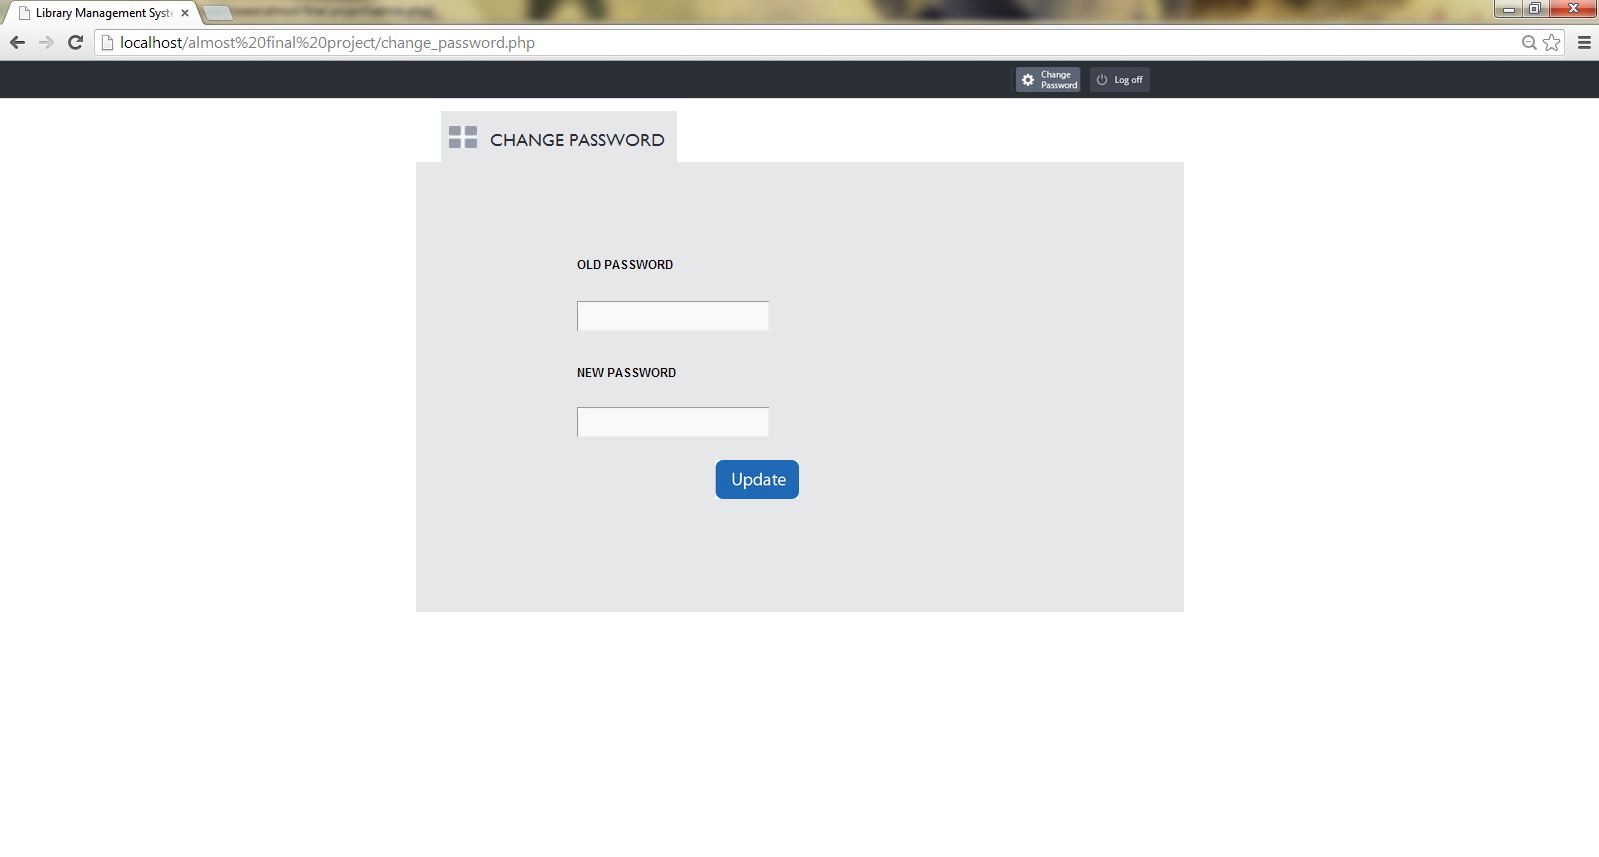 Library Management Syst
localhost/almost%20final%20project/change_password.php
Change
Password
Log off
CHANGE PASSWORD
OLD PASSWORD
NEW PASSWORD
Update